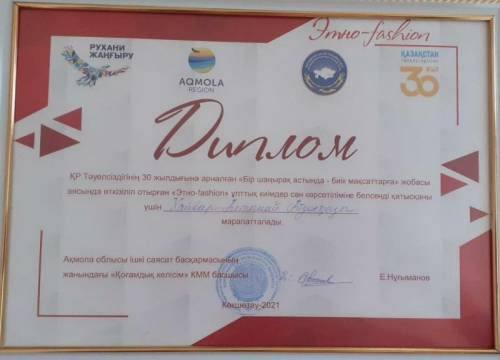 Этно-fashion
РУХАНИ
ЖАҢҒЫРУ
AQMOLA
REGION
ҚАЗАҚСТАН
30
Диплом
ҚР Тәуелсіздігінің 30 жылдығына арналған «Бір шаңырақ астында - биік мақсаттарға» жобасы
аясында өткізіліп отырған «Этно-fashion» ұлттық киімдер сән көрсетіліміне белсенді қатысқаны
үшін
марапатталады.
Ақмола облысы ішкі саясат басқармасының
жанындағы «Қоғамдық келісім» КММ басшысы
Е.Нұғыманов
Көкшетау-2021